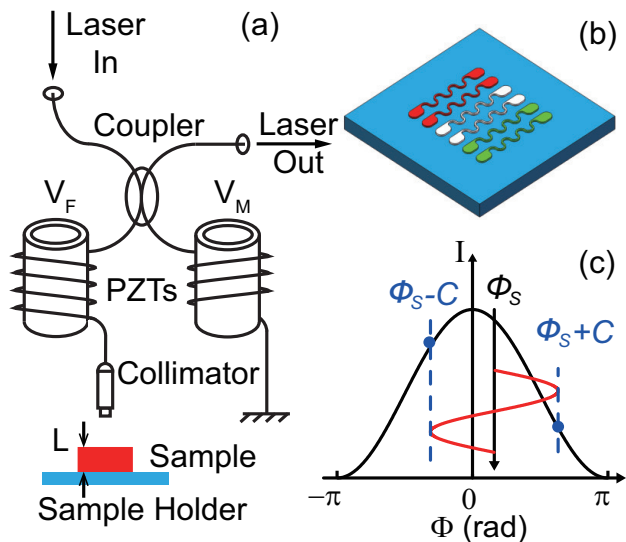 (a)
Laser
In
Coupler
Laser
Out
V_F
V_M
PZTs
Collimator
L
Sample
Sample Holder
(b)
(c)
I
Φ_S-C
Φ_S
Φ_S+C
−π
0
π
Φ (rad)